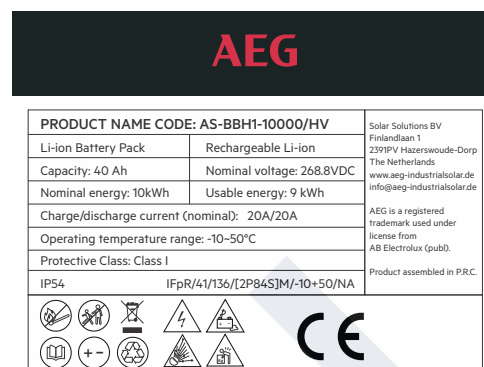 AEG
PRODUCT NAME CODE: AS-BBH1-10000/HV
Li-ion Battery Pack
Rechargeable Li-ion
Capacity: 40 Ah
Nominal voltage: 268.8VDC
Nominal energy: 10kWh
Usable energy: 9 kWh
Charge/discharge current (nominal): 20A/20A
Operating temperature range: -10~50°C
Protective Class: Class I
IP54
IFpR/41/136/[2P84S]M/-10+50/NA
Solar Solutions BV
Finlandlaan 1
2391PV Hazerswoude-Dorp
The Netherlands
www.aeg-industrialsolar.de
info@aeg-industrialsolar.de
AEG is a registered
trademark used under
license from
AB Electrolux (publ).
Product assembled in P.R.C.
+ -
CE